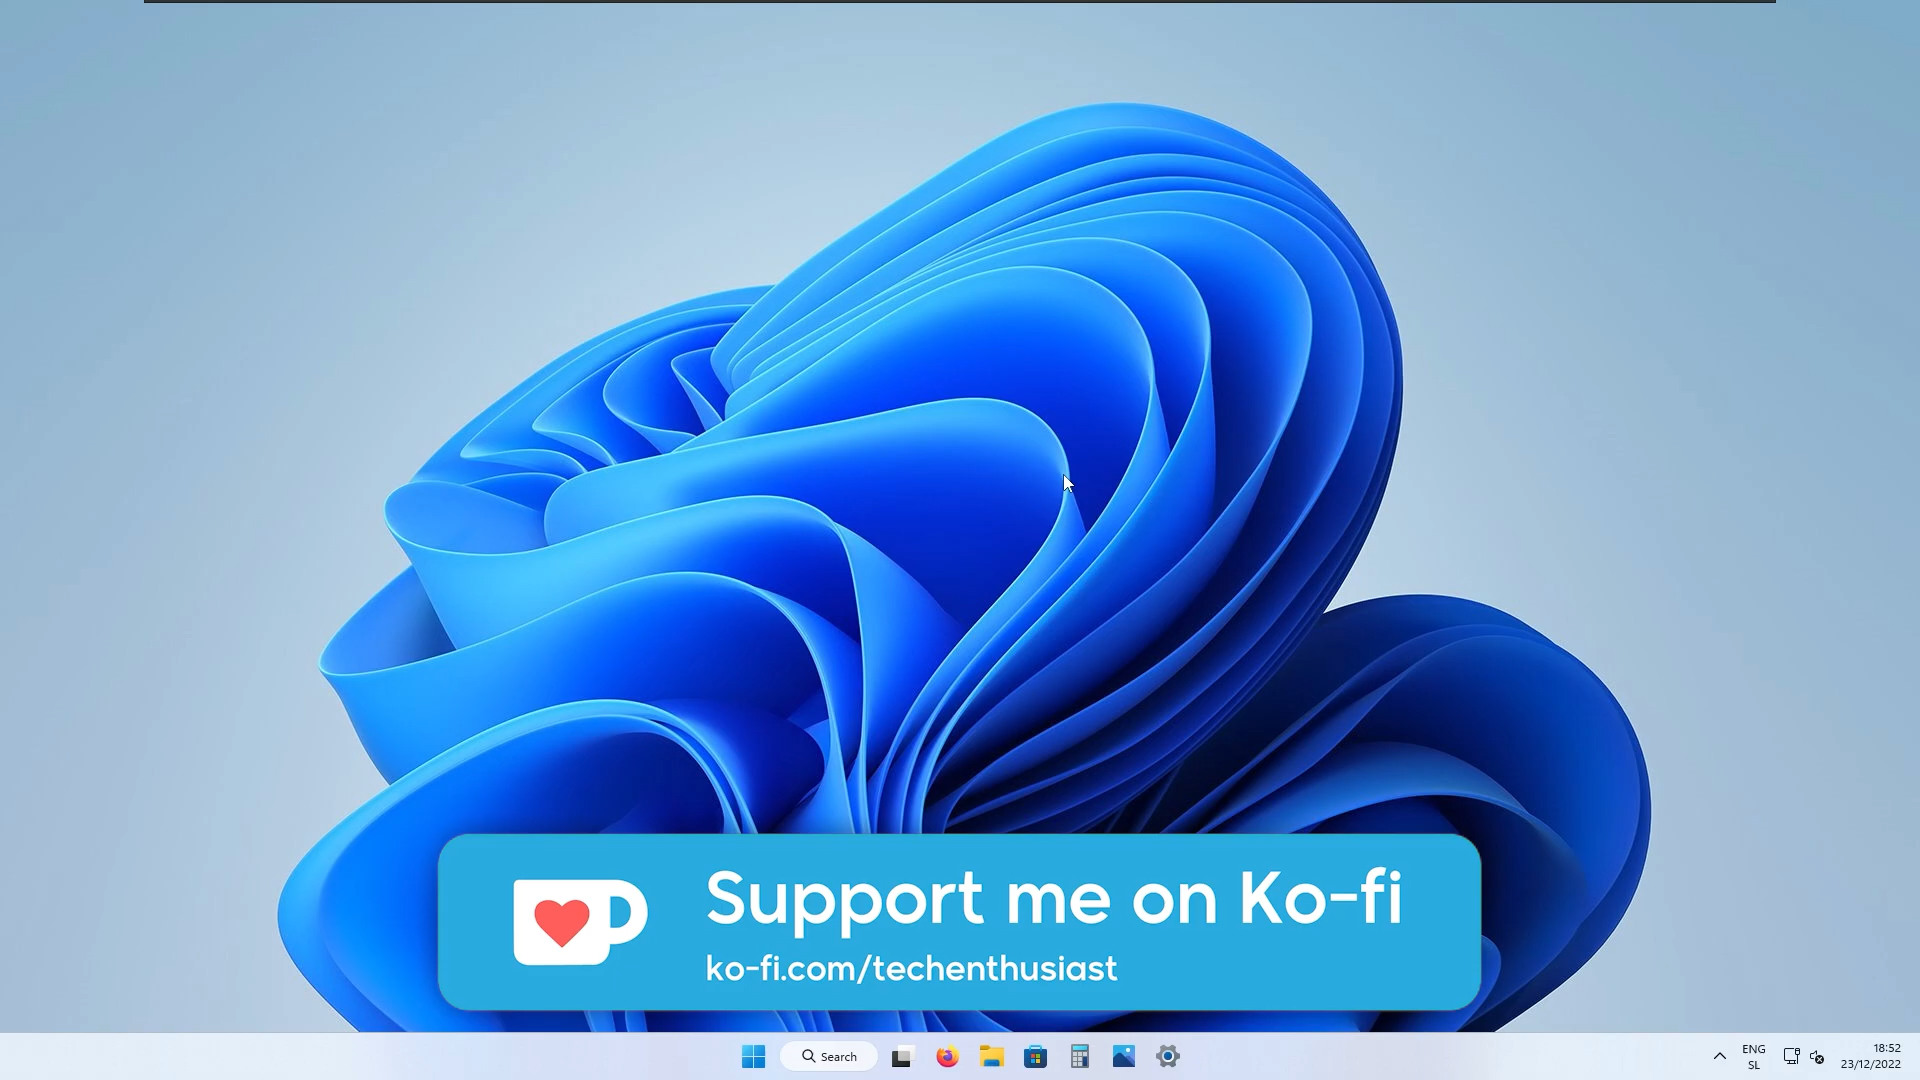 Support me on Ko-fi
ko-fi.com/techenthusiast
Search
ENG
SL
18:52
23/12/2022